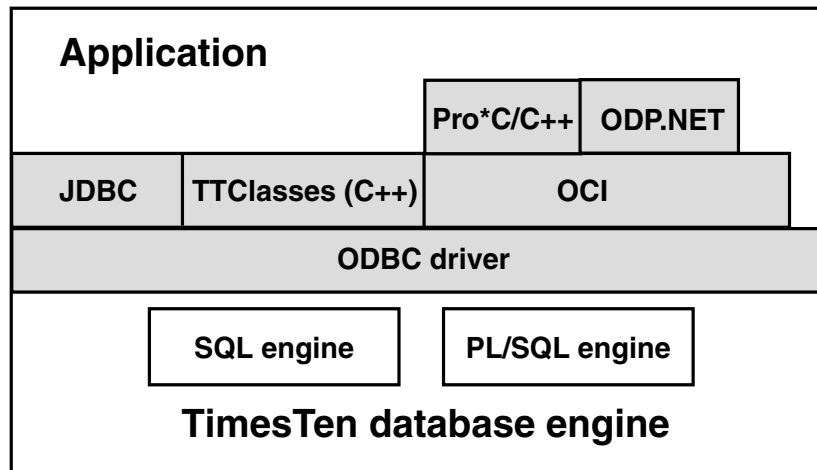 Application
Pro*C/C++ ODP.NET
JDBC TTClasses (C++) OCI
ODBC driver
SQL engine PL/SQL engine
TimesTen database engine